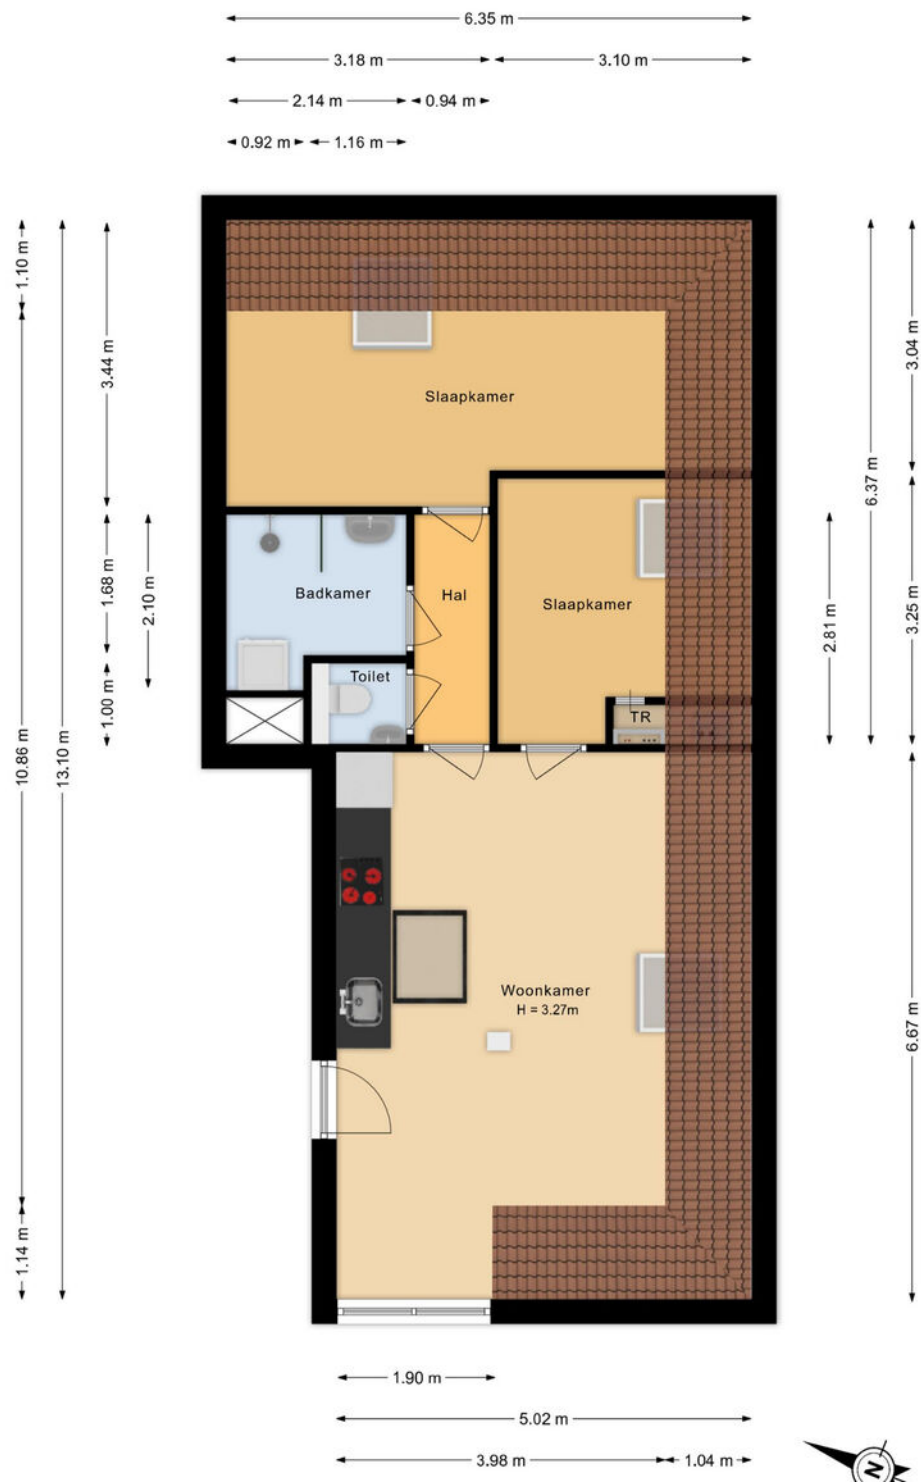 6.35 m
3.18 m
3.10 m
2.14 m
0.94 m
0.92 m
1.16 m
1.10 m
10.86 m
1.14 m
13.10 m
3.44 m
1.68 m
1.00 m
2.10 m
Slaapkamer
Badkamer
Hal
Slaapkamer
Toilet
TR
Woonkamer
H = 3.27m
2.81 m
6.37 m
3.04 m
3.25 m
6.67 m
1.90 m
5.02 m
3.98 m
1.04 m
N